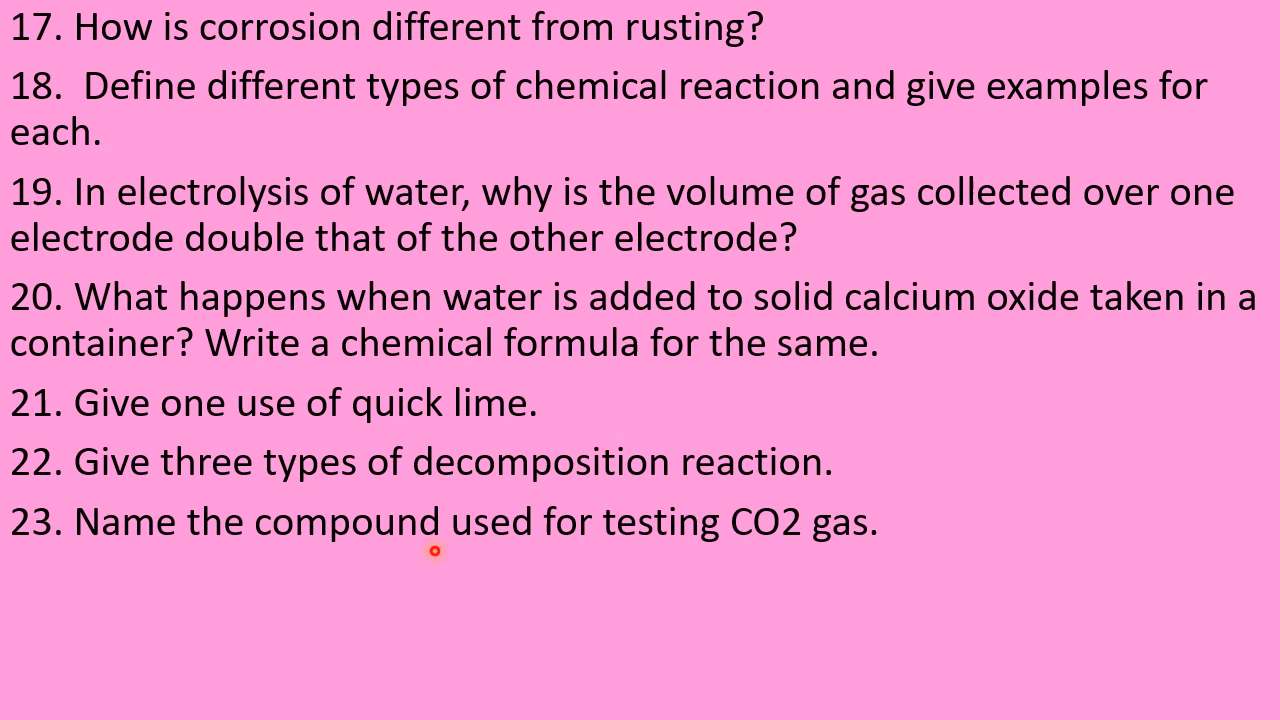 17. How is corrosion different from rusting?
18. Define different types of chemical reaction and give examples for
each.
19. In electrolysis of water, why is the volume of gas collected over one
electrode double that of the other electrode?
20. What happens when water is added to solid calcium oxide taken in a
container? Write a chemical formula for the same.
21. Give one use of quick lime.
22. Give three types of decomposition reaction.
23. Name the compound used for testing CO2 gas.